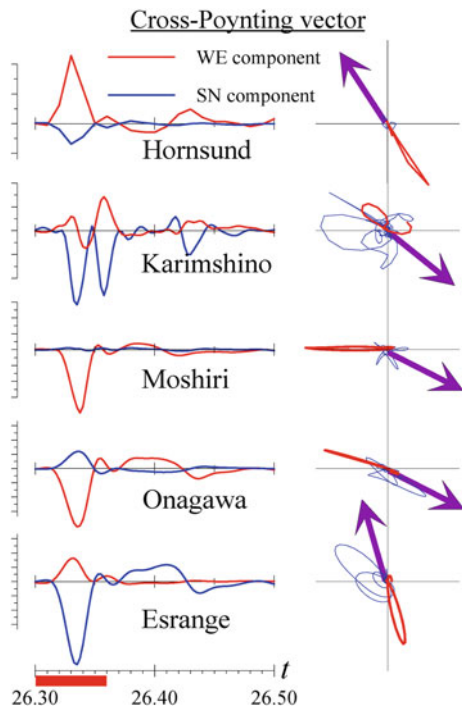 Cross-Poynting vector
WE component
SN component
Hornsund
Karimshino
Moshiri
Onagawa
Esrange
t
26.30 26.40 26.50